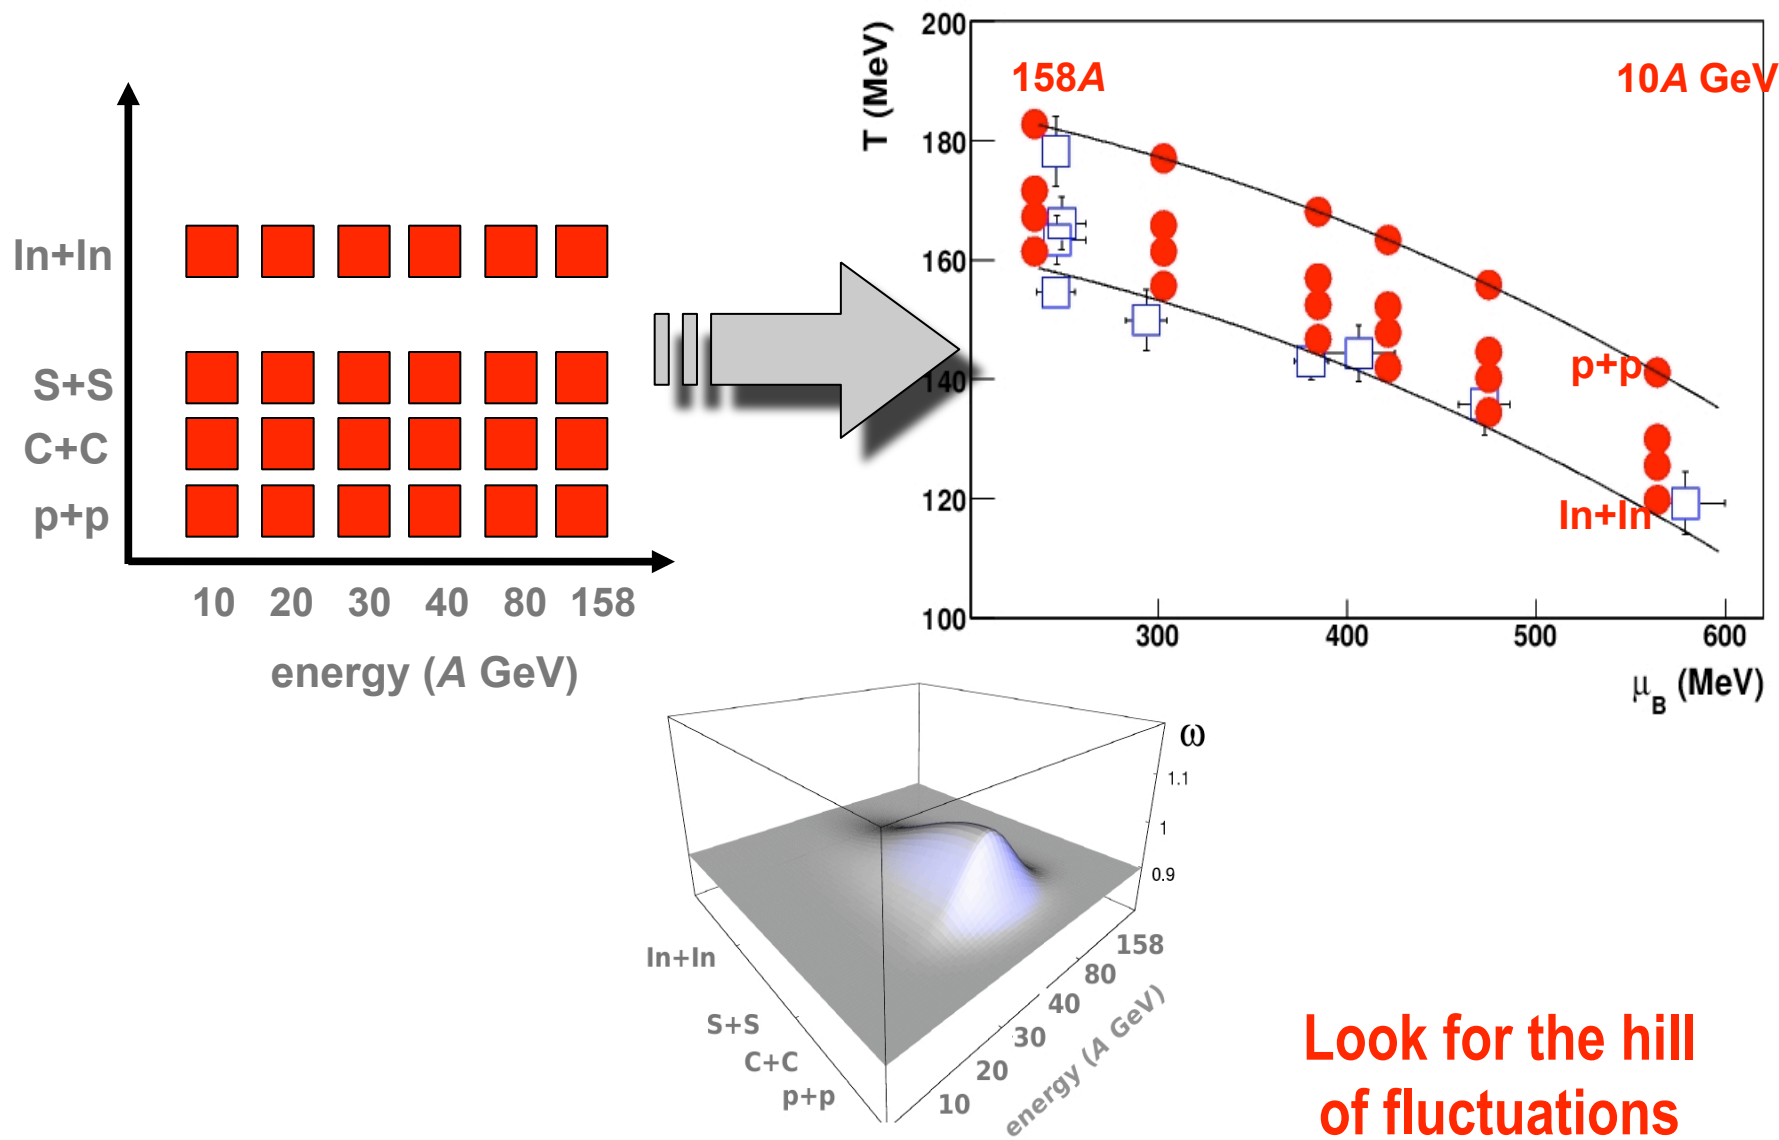 In+In
S+S
C+C
p+p
10 20 30 40 80 158
energy (A GeV)
T (MeV)
200
180
160
140
120
100
158A
10A GeV
p+p
In+In
300 400 500 600
μB (MeV)
ω
1.1
1
0.9
In+In
S+S
C+C
p+p
158
80
40
30
20
10
energy (A GeV)
Look for the hill
of fluctuations